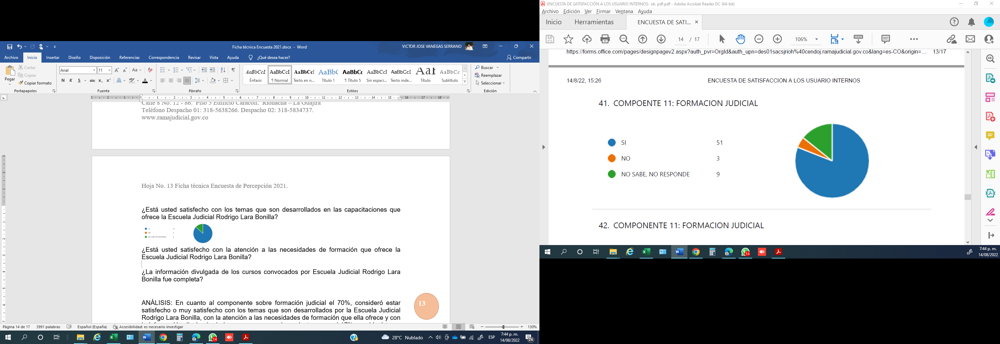 Ficha técnica Encuesta 2021.docx - Word
VICTOR JOSE VANEGAS SERRANO
Archivo Inicio Insertar Diseño Disposición Referencias Correspondencia Revisar Vista Ayuda ¿Qué desea hacer? Compartir
Pegar
Cortar
Copiar
Copiar formato
Portapapeles
Arial 11
Fuente
Párrafo
AaBbCcI AaBbCcI AaBbCcI AaBbC AaBbCc AaBbCcI AaBbCcI AaI AaBbCc
Énfasis ¶ Normal Texto en n... Título 1 ¶ Título 5 Sin espaci... Texto inde... Título Subtítulo
Estilos
Buscar
Reemplazar
Seleccionar
Edición
Calle 8 No. 12 - 86. Piso 5 Edificio Caracolí. Riohacha – La Guajira
Teléfono Despacho 01: 318-5638266. Despacho 02: 318-5834737.
www.ramajudicial.gov.co
Hoja No. 13 Ficha técnica Encuesta de Percepción 2021.
¿Está usted satisfecho con los temas que son desarrollados en las capacitaciones que
ofrece la Escuela Judicial Rodrigo Lara Bonilla?
SI
NO
NO SABE, NO RESPONDE
¿Está usted satisfecho con la atención a las necesidades de formación que ofrece la
Escuela Judicial Rodrigo Lara Bonilla?
¿La información divulgada de los cursos convocados por Escuela Judicial Rodrigo Lara
Bonilla fue completa?
ANÁLISIS: En cuanto al componente sobre formación judicial el 70%, consideró estar
satisfecho o muy satisfecho con los temas que son desarrollados por la Escuela Judicial
Rodrigo Lara Bonilla, con la atención a las necesidades de formación que ella ofrece y con
13
Página 14 de 17 3991 palabras Español (España) Accesibilidad: es necesario investigar 130%
28°C Nublado ESP 7:44 p. m.
14/08/2022
26
ENCUESTA DE SATISFACCIÓN A LOS USUARIO INTERNOS- ok. pdf.pdf - Adobe Acrobat Reader DC (64-bit)
Archivo Edición Ver Firmar Ventana Ayuda
Inicio Herramientas ENCUESTA DE SATI... ×
14 / 17 106%
https://forms.office.com/pages/designpagev2.aspx?auth_pvr=OrgId&auth_upn=des01sacsjrioh%40cendoj.ramajudicial.gov.co&lang=es-CO&origin=... 13/17
14/8/22, 15:26 ENCUESTA DE SATISFACCIÓN A LOS USUARIO INTERNOS
41. COMPOENTE 11: FORMACION JUDICIAL
SI 51
NO 3
NO SABE, NO RESPONDE 9
42. COMPONENTE 11: FORMACION JUDICIAL
7:44 p. m.
14/08/2022